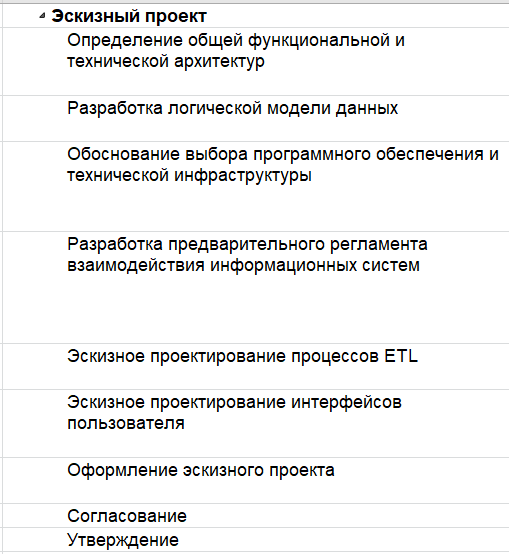 Эскизный проект
Определение общей функциональной и
технической архитектур
Разработка логической модели данных
Обоснование выбора программного обеспечения и
технической инфраструктуры
Разработка предварительного регламента
взаимодействия информационных систем
Эскизное проектирование процессов ETL
Эскизное проектирование интерфейсов
пользователя
Оформление эскизного проекта
Согласование
Утверждение